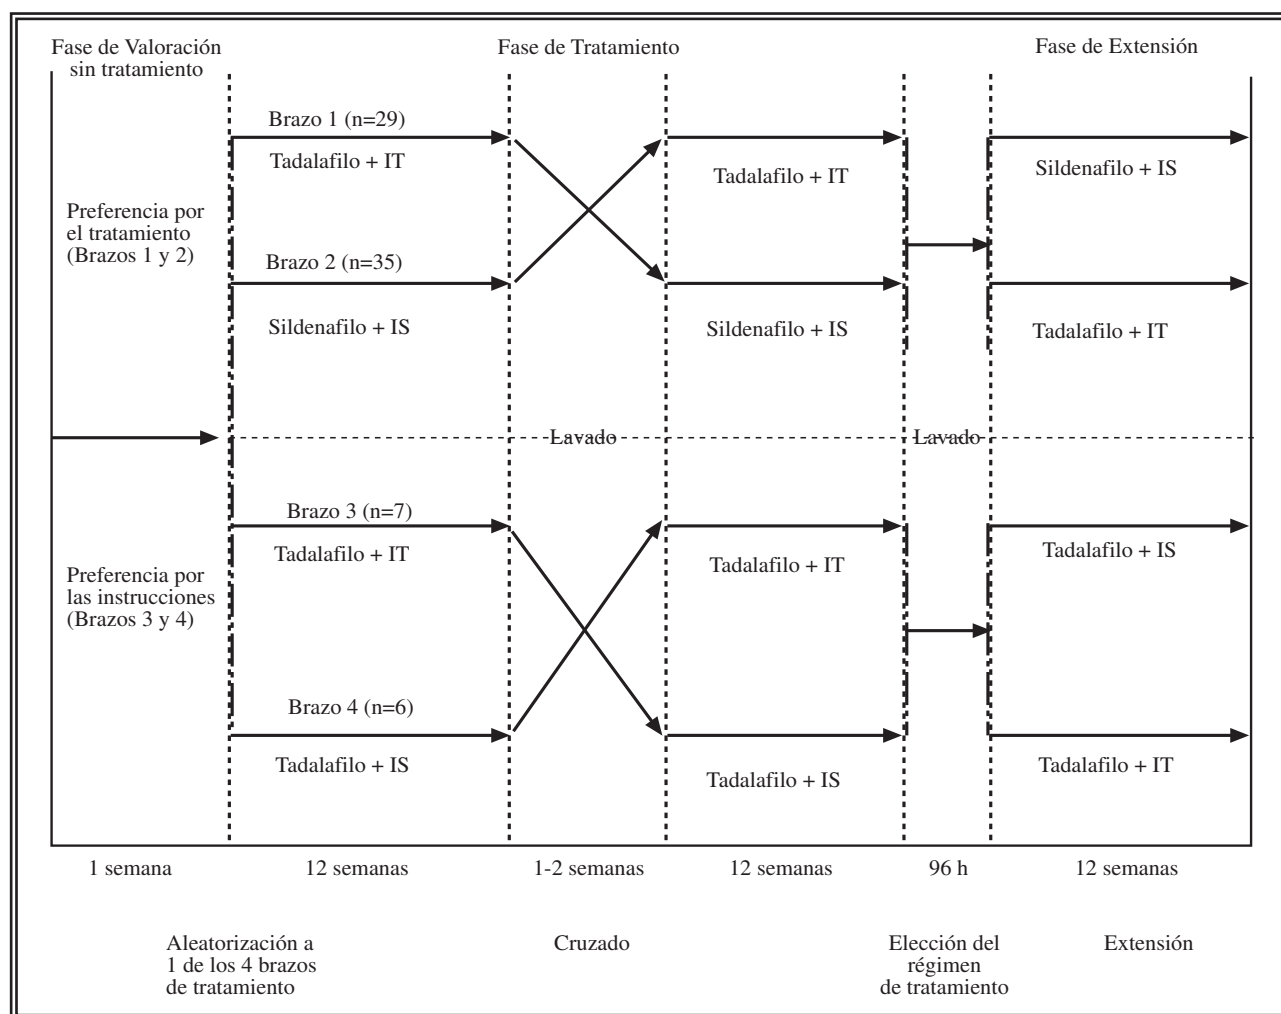 Fase de Valoración
sin tratamiento
Fase de Tratamiento
Fase de Extensión
Brazo 1 (n=29)
Tadalafilo + IT
Tadalafilo + IT
Sildenafilo + IS
Preferencia por
el tratamiento
(Brazos 1 y 2)
Brazo 2 (n=35)
Sildenafilo + IS
Sildenafilo + IS
Tadalafilo + IT
Lavado
Lavado
Brazo 3 (n=7)
Tadalafilo + IT
Tadalafilo + IT
Tadalafilo + IS
Preferencia por
las instrucciones
(Brazos 3 y 4)
Brazo 4 (n=6)
Tadalafilo + IS
Tadalafilo + IS
Tadalafilo + IT
1 semana
12 semanas
1-2 semanas
12 semanas
96 h
12 semanas
Aleatorización a
1 de los 4 brazos
de tratamiento
Cruzado
Elección del
régimen
de tratamiento
Extensión